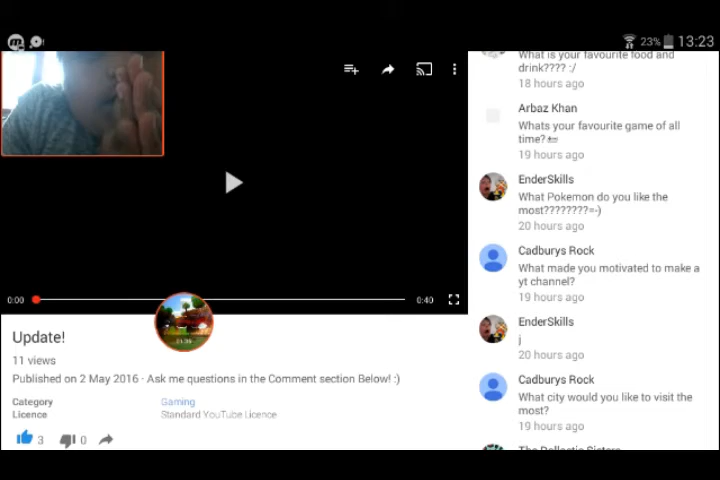 23% 13:23
What is your favourite food and
drink???? :/
18 hours ago
Arbaz Khan
Whats your favourite game of all
time?
19 hours ago
EnderSkills
What Pokemon do you like the
most????????=-)
20 hours ago
Cadburys Rock
What made you motivated to make a
yt channel?
19 hours ago
EnderSkills
j
20 hours ago
Cadburys Rock
What city would you like to visit the
most?
19 hours ago
0:00
0:40
01:38
Update!
11 views
Published on 2 May 2016 · Ask me questions in the Comment section Below! :)
Category Gaming
Licence Standard YouTube Licence
3 0